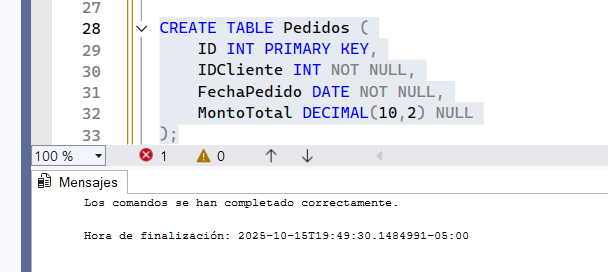 27
28 CREATE TABLE Pedidos (
29 ID INT PRIMARY KEY,
30 IDCliente INT NOT NULL,
31 FechaPedido DATE NOT NULL,
32 MontoTotal DECIMAL(10,2) NULL
33 );
100 % 1 0
Mensajes
Los comandos se han completado correctamente.
Hora de finalización: 2025-10-15T19:49:30.1484991-05:00